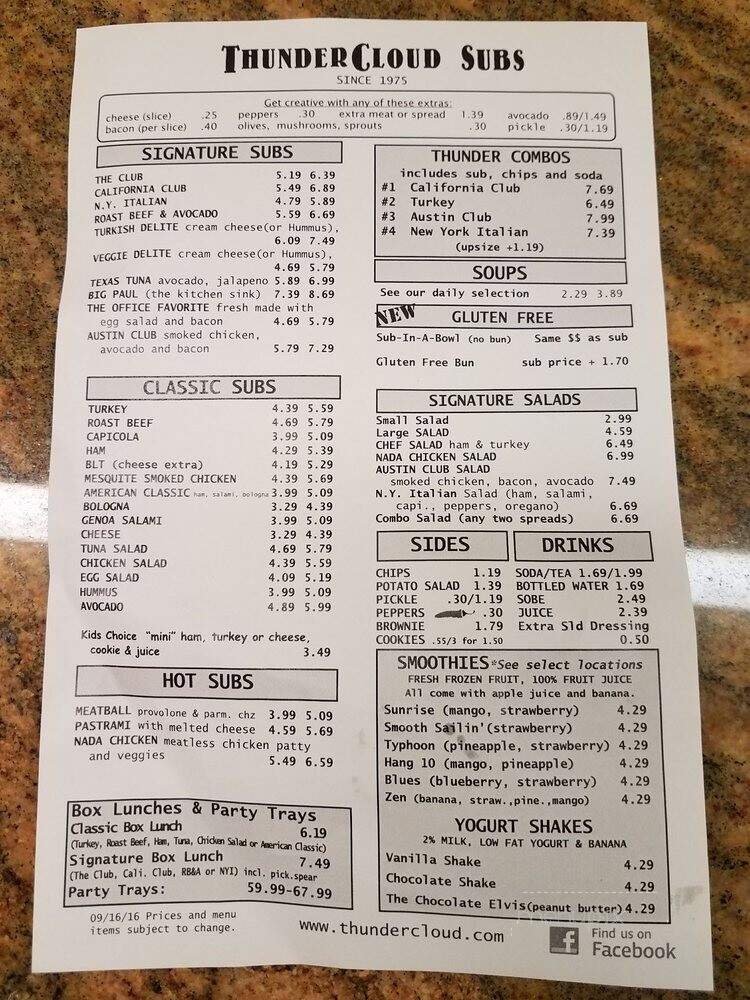 THUNDERCLOUD SUBS
SINCE 1975
Get creative with any of these extras:
cheese (slice) .25 peppers .30 extra meat or spread 1.39 avocado .89/1.49
bacon (per slice) .40 olives, mushrooms, sprouts .30 pickle .30/1.19
SIGNATURE SUBS
THE CLUB 5.19 6.39
CALIFORNIA CLUB 5.49 6.89
N.Y. ITALIAN 4.79 5.89
ROAST BEEF & AVOCADO 5.59 6.69
TURKISH DELITE cream cheese(or Hummus),
6.09 7.49
VEGGIE DELITE cream cheese(or Hummus),
4.69 5.79
TEXAS TUNA avocado, jalapeno 5.89 6.99
BIG PAUL (the kitchen sink) 7.39 8.69
THE OFFICE FAVORITE fresh made with
egg salad and bacon 4.69 5.79
AUSTIN CLUB smoked chicken,
avocado and bacon 5.79 7.29
CLASSIC SUBS
TURKEY 4.39 5.59
ROAST BEEF 4.69 5.79
CAPICOLA 3.99 5.09
HAM 4.29 5.39
BLT (cheese extra) 4.19 5.29
MESQUITE SMOKED CHICKEN 4.39 5.69
AMERICAN CLASSIC ham, salami, bologna 3.99 5.09
BOLOGNA 3.29 4.39
GENOA SALAMI 3.99 5.09
CHEESE 3.29 4.39
TUNA SALAD 4.69 5.79
CHICKEN SALAD 4.39 5.59
EGG SALAD 4.09 5.19
HUMMUS 3.99 5.09
AVOCADO 4.89 5.99
Kids Choice "mini" ham, turkey or cheese,
cookie & juice 3.49
HOT SUBS
MEATBALL provolone & parm. chz 3.99 5.09
PASTRAMI with melted cheese 4.59 5.69
NADA CHICKEN meatless chicken patty
and veggies 5.49 6.59
Box Lunches & Party Trays
Classic Box Lunch 6.19
(Turkey, Roast Beef, Ham, Tuna, Chicken Salad or American Classic)
Signature Box Lunch 7.49
(The Club, Cali. Club, RB&A or NYI) incl. pick.spear
Party Trays: 59.99-67.99
09/16/16 Prices and menu
items subject to change.
THUNDER COMBOS
includes sub, chips and soda
#1 California Club 7.69
#2 Turkey 6.49
#3 Austin Club 7.99
#4 New York Italian 7.39
(upsize +1.19)
SOUPS
See our daily selection 2.29 3.89
NEW GLUTEN FREE
Sub-In-A-Bowl (no bun) Same $$ as sub
Gluten Free Bun sub price + 1.70
SIGNATURE SALADS
Small Salad 2.99
Large SALAD 4.59
CHEF SALAD ham & turkey 6.49
NADA CHICKEN SALAD 6.99
AUSTIN CLUB SALAD
smoked chicken, bacon, avocado 7.49
N.Y. Italian Salad (ham, salami,
capi., peppers, oregano) 6.69
Combo Salad (any two spreads) 6.69
SIDES
CHIPS 1.19
POTATO SALAD 1.39
PICKLE .30/1.19
PEPPERS .30
BROWNIE 1.79
COOKIES .55/3 for 1.50
DRINKS
SODA/TEA 1.69/1.99
BOTTLED WATER 1.69
SOBE 2.49
JUICE 2.39
Extra Sld Dressing
0.50
SMOOTHIES *See select locations
FRESH FROZEN FRUIT, 100% FRUIT JUICE
All come with apple juice and banana.
Sunrise (mango, strawberry) 4.29
Smooth Sailin'(strawberry) 4.29
Typhoon (pineapple, strawberry) 4.29
Hang 10 (mango, pineapple) 4.29
Blues (blueberry, strawberry) 4.29
Zen (banana, straw.,pine.,mango) 4.29
YOGURT SHAKES
2% MILK, LOW FAT YOGURT & BANANA
Vanilla Shake 4.29
Chocolate Shake 4.29
The Chocolate Elvis(peanut butter) 4.29
www.thundercloud.com
f Find us on
Facebook